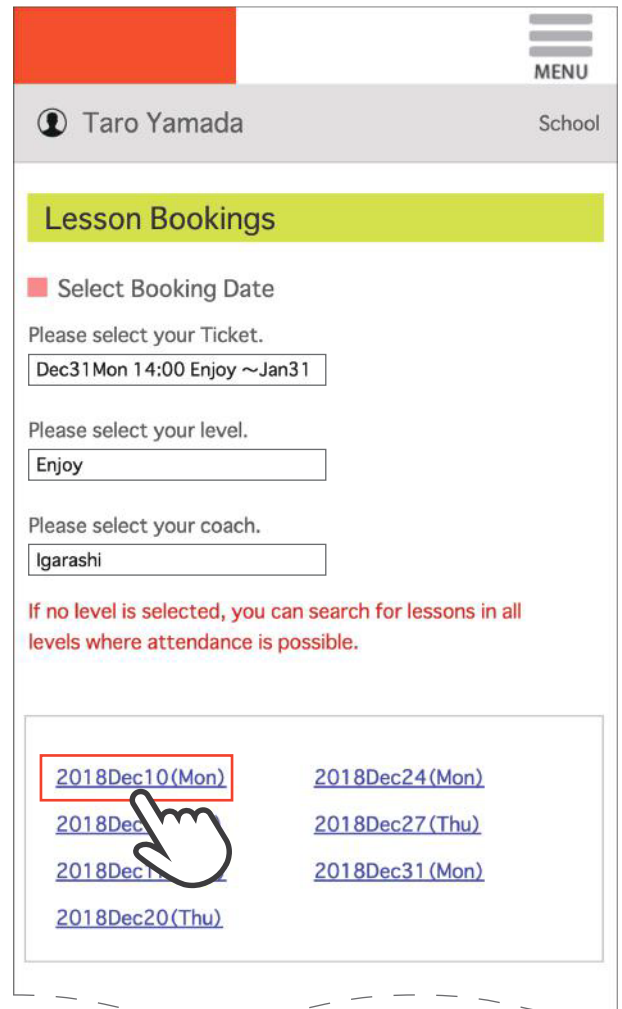 MENU
Taro Yamada
School
Lesson Bookings
Select Booking Date
Please select your Ticket.
Dec31Mon 14:00 Enjoy ～Jan31
Please select your level.
Enjoy
Please select your coach.
Igarashi
If no level is selected, you can search for lessons in all
levels where attendance is possible.
2018Dec10(Mon)
2018Dec24(Mon)
2018Dec
2018Dec27(Thu)
2018Dec
2018Dec31(Mon)
2018Dec20(Thu)